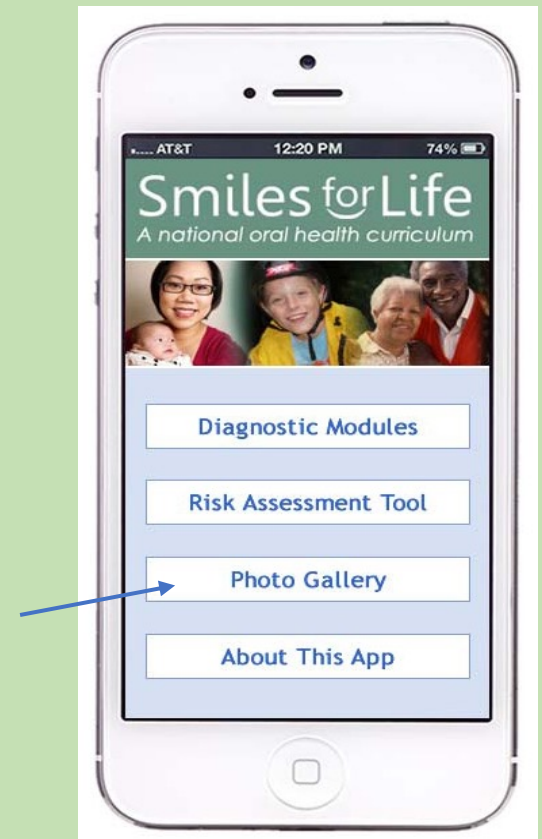 AT&T 12:20 PM 74%
Smiles for Life
A national oral health curriculum
Diagnostic Modules
Risk Assessment Tool
Photo Gallery
About This App